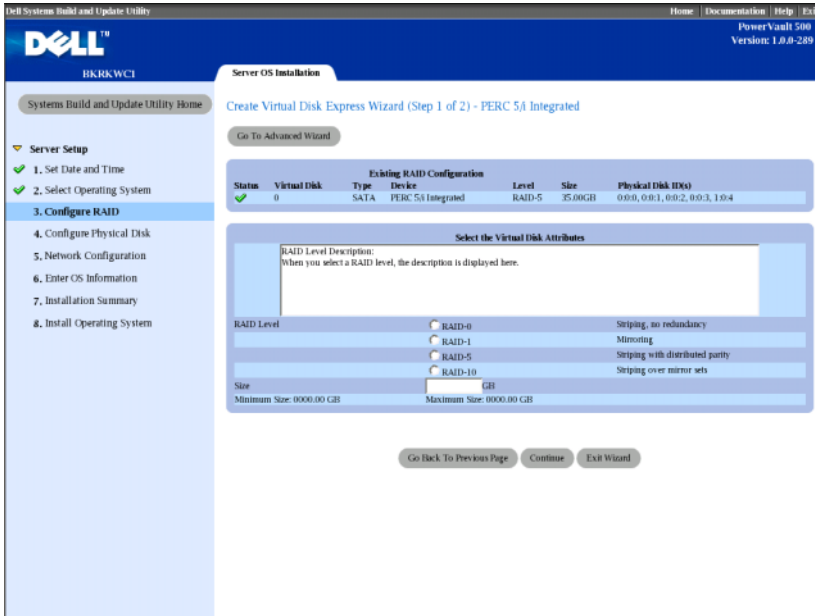 Dell Systems Build and Update Utility
Home Documentation Help Exi
DELL™
PowerVault 500
Version: 1.0.0-289
BKRKWC1
Server OS Installation
Systems Build and Update Utility Home
Create Virtual Disk Express Wizard (Step 1 of 2) - PERC 5/i Integrated
Go To Advanced Wizard
Server Setup
1. Set Date and Time
2. Select Operating System
3. Configure RAID
4. Configure Physical Disk
5. Network Configuration
6. Enter OS Information
7. Installation Summary
8. Install Operating System
Existing RAID Configuration
Status Virtual Disk Type Device Level Size Physical Disk ID(s)
0 SATA PERC 5/i Integrated RAID-5 35.00GB 0:0:0, 0:0:1, 0:0:2, 0:0:3, 1:0:4
Select the Virtual Disk Attributes
RAID Level Description:
When you select a RAID level, the description is displayed here.
RAID Level RAID-0 Striping, no redundancy
RAID-1 Mirroring
RAID-5 Striping with distributed parity
RAID-10 Striping over mirror sets
Size GB
Minimum Size: 0000.00 GB Maximum Size: 0000.00 GB
Go Back To Previous Page Continue Exit Wizard